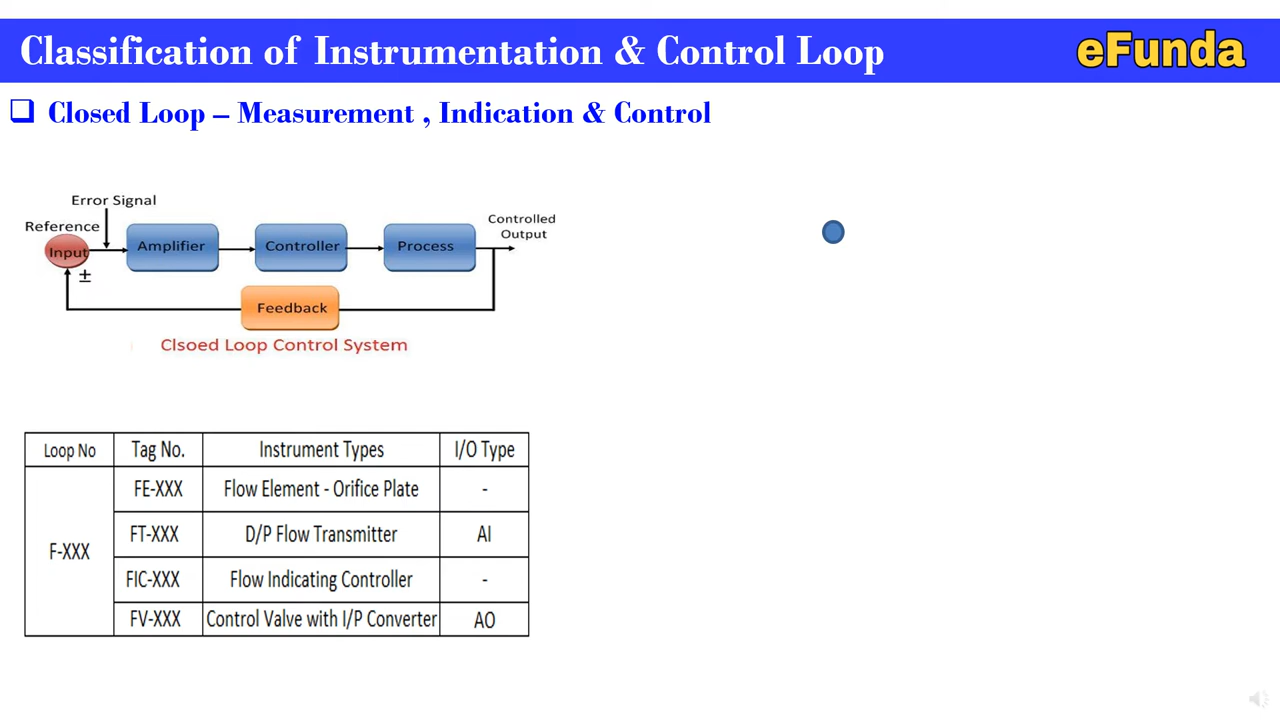 Classification of Instrumentation & Control Loop
eFunda
❑ Closed Loop – Measurement , Indication & Control
Error Signal
Reference
Input
±
Amplifier
Controller
Process
Controlled
Output
Feedback
Clsoed Loop Control System
Loop No Tag No. Instrument Types I/O Type
F-XXX
FE-XXX Flow Element - Orifice Plate -
FT-XXX D/P Flow Transmitter AI
FIC-XXX Flow Indicating Controller -
FV-XXX Control Valve with I/P Converter AO